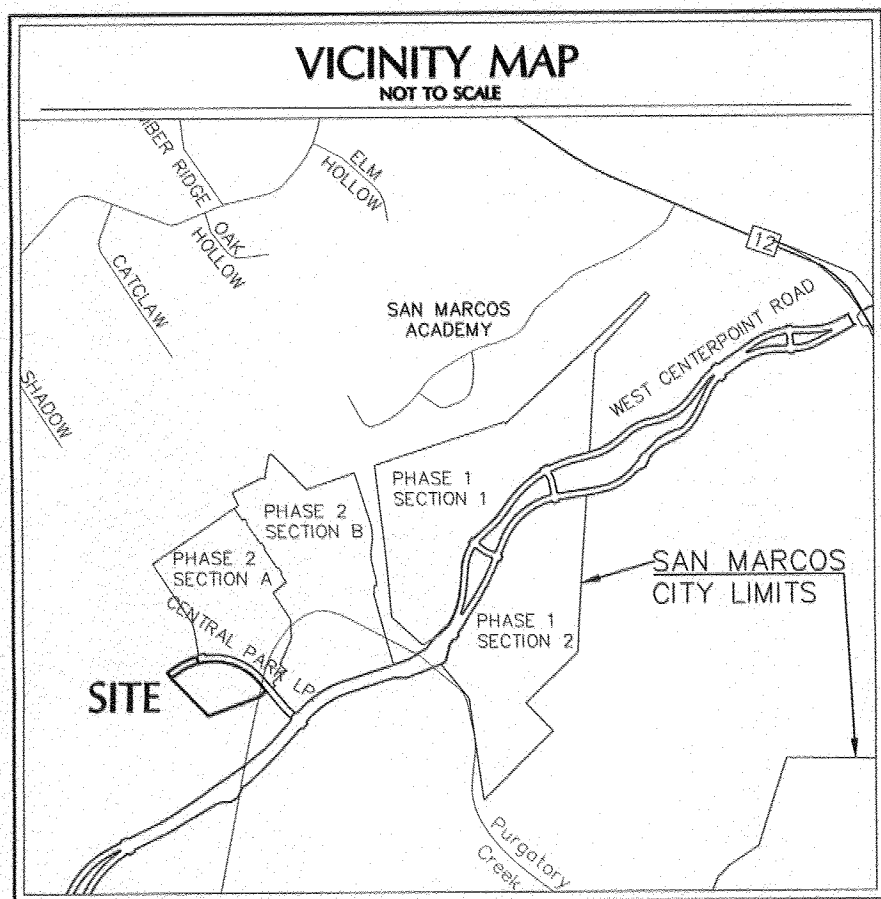 VICINITY MAP
NOT TO SCALE
MBER RIDGE
ELM
HOLLOW
OAK
HOLLOW
CATCLAW
SHADOW
12
SAN MARCOS
ACADEMY
WEST CENTERPOINT ROAD
PHASE 1
SECTION 1
PHASE 2
SECTION B
PHASE 2
SECTION A
SAN MARCOS
CITY LIMITS
CENTRAL PARK LP
PHASE 1
SECTION 2
SITE
Purgatory
Creek